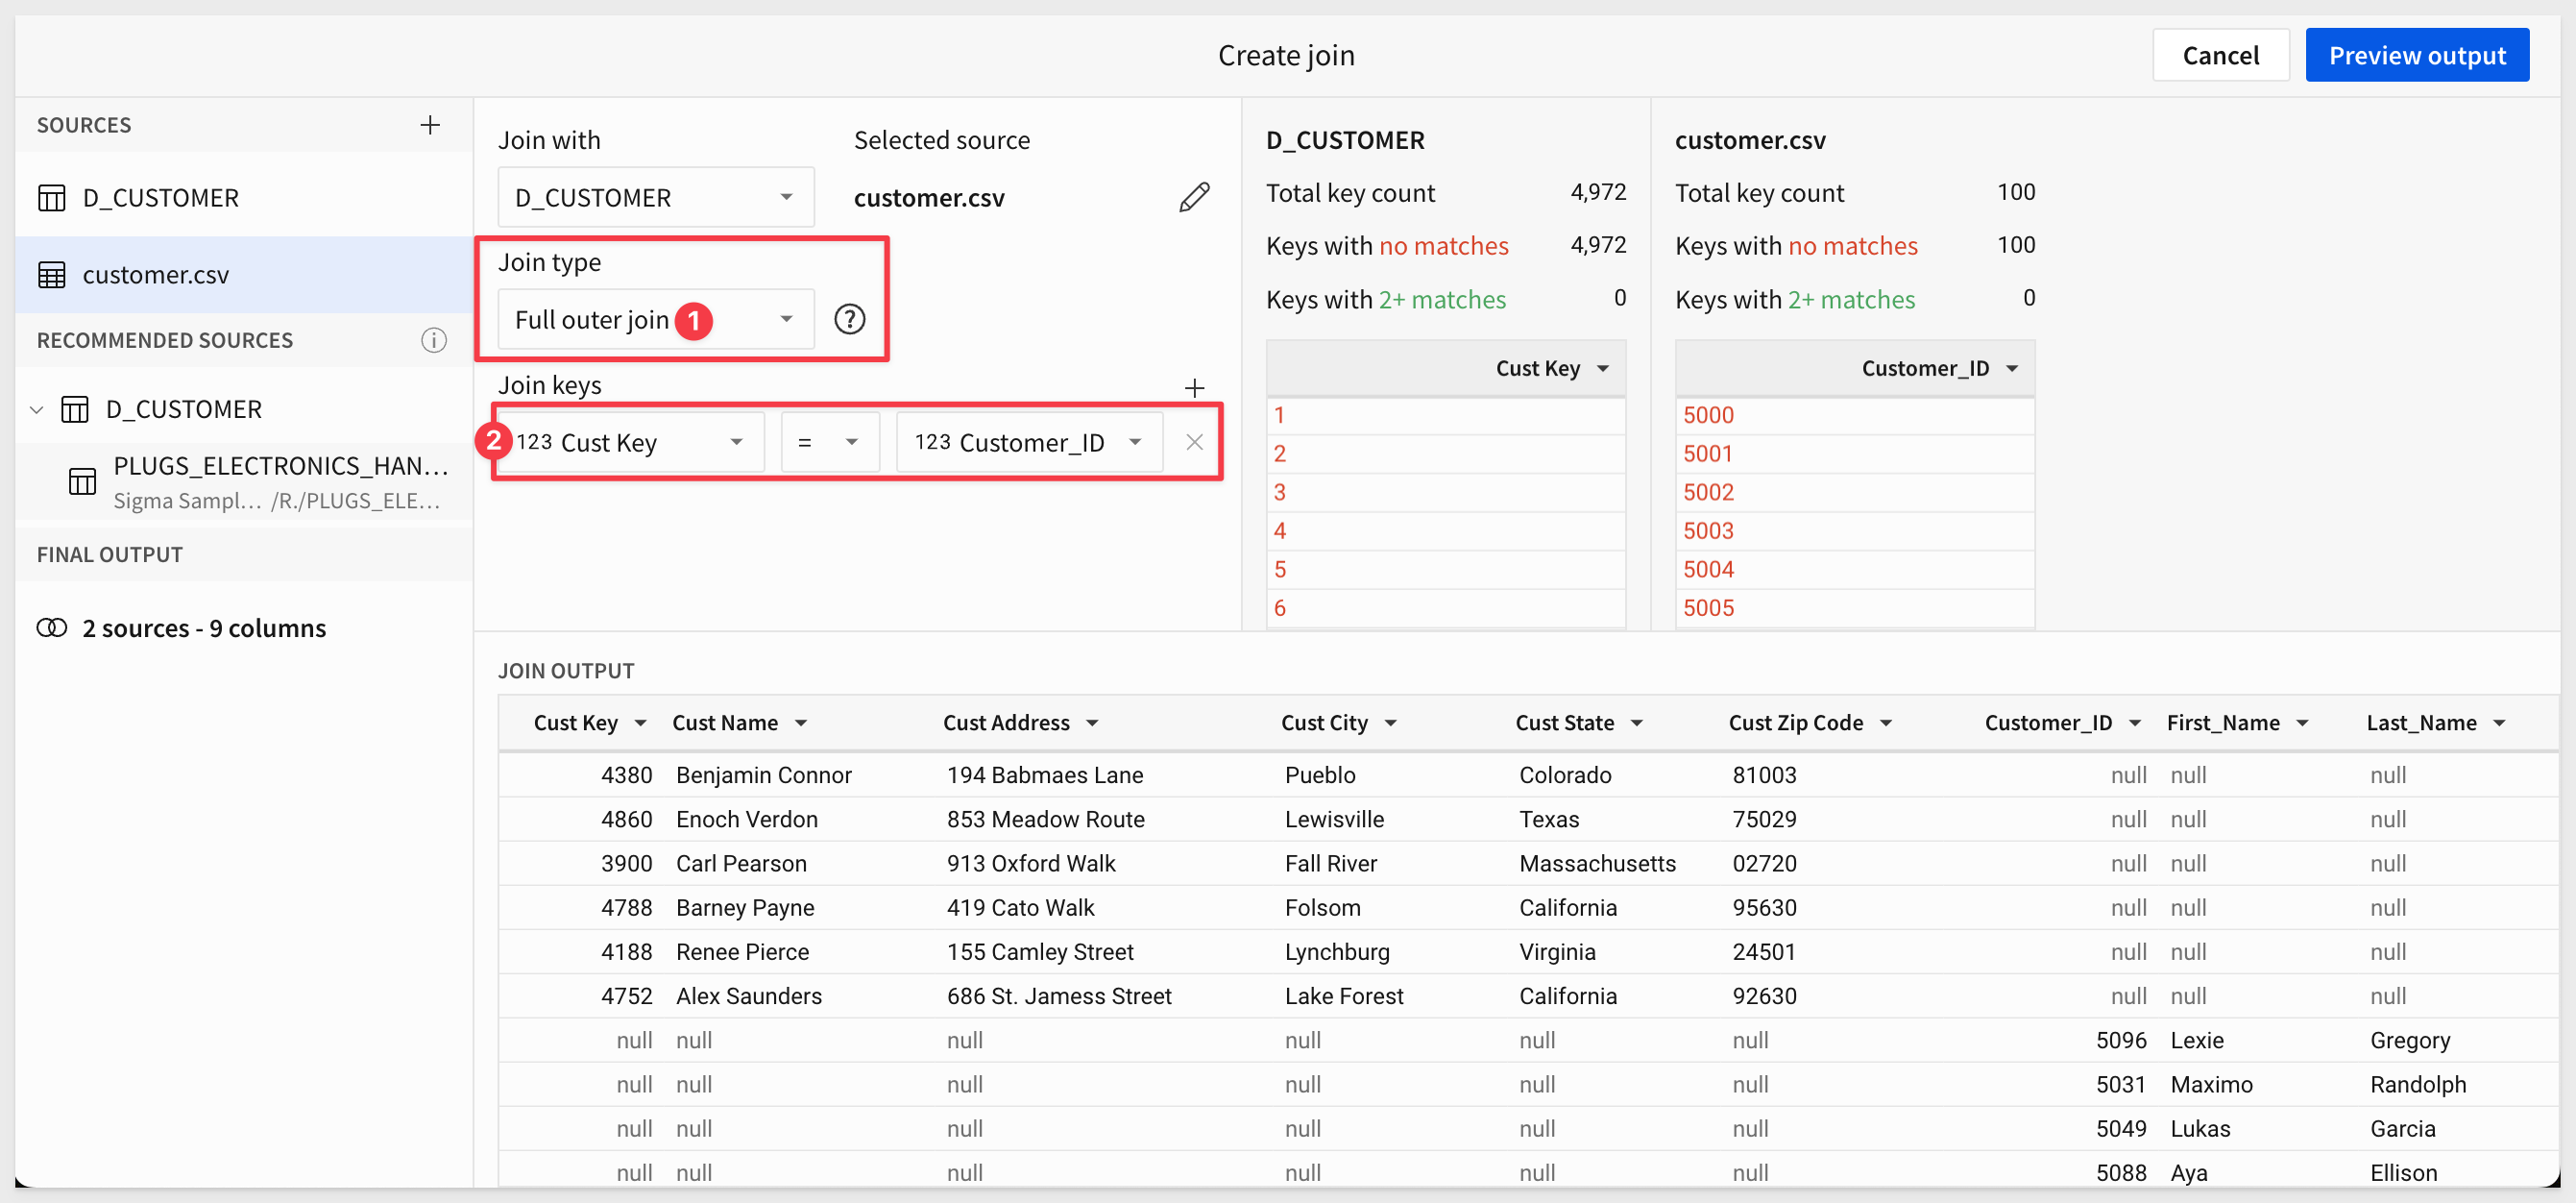 Create join
Cancel
Preview output
SOURCES
D_CUSTOMER
customer.csv
RECOMMENDED SOURCES
D_CUSTOMER
PLUGS_ELECTRONICS_HAN...
Sigma Sampl... /R./PLUGS_ELE...
FINAL OUTPUT
2 sources - 9 columns
Join with
Selected source
D_CUSTOMER
customer.csv
Join type
Full outer join 1
Join keys
2 123 Cust Key = 123 Customer_ID
D_CUSTOMER
Total key count 4,972
Keys with no matches 4,972
Keys with 2+ matches 0
Cust Key
1
2
3
4
5
6
customer.csv
Total key count 100
Keys with no matches 100
Keys with 2+ matches 0
Customer_ID
5000
5001
5002
5003
5004
5005
JOIN OUTPUT
Cust Key Cust Name Cust Address Cust City Cust State Cust Zip Code Customer_ID First_Name Last_Name
4380 Benjamin Connor 194 Babmaes Lane Pueblo Colorado 81003 null null null
4860 Enoch Verdon 853 Meadow Route Lewisville Texas 75029 null null null
3900 Carl Pearson 913 Oxford Walk Fall River Massachusetts 02720 null null null
4788 Barney Payne 419 Cato Walk Folsom California 95630 null null null
4188 Renee Pierce 155 Camley Street Lynchburg Virginia 24501 null null null
4752 Alex Saunders 686 St. Jamess Street Lake Forest California 92630 null null null
null null null null null null 5096 Lexie Gregory
null null null null null null 5031 Maximo Randolph
null null null null null null 5049 Lukas Garcia
null null null null null null 5088 Aya Ellison